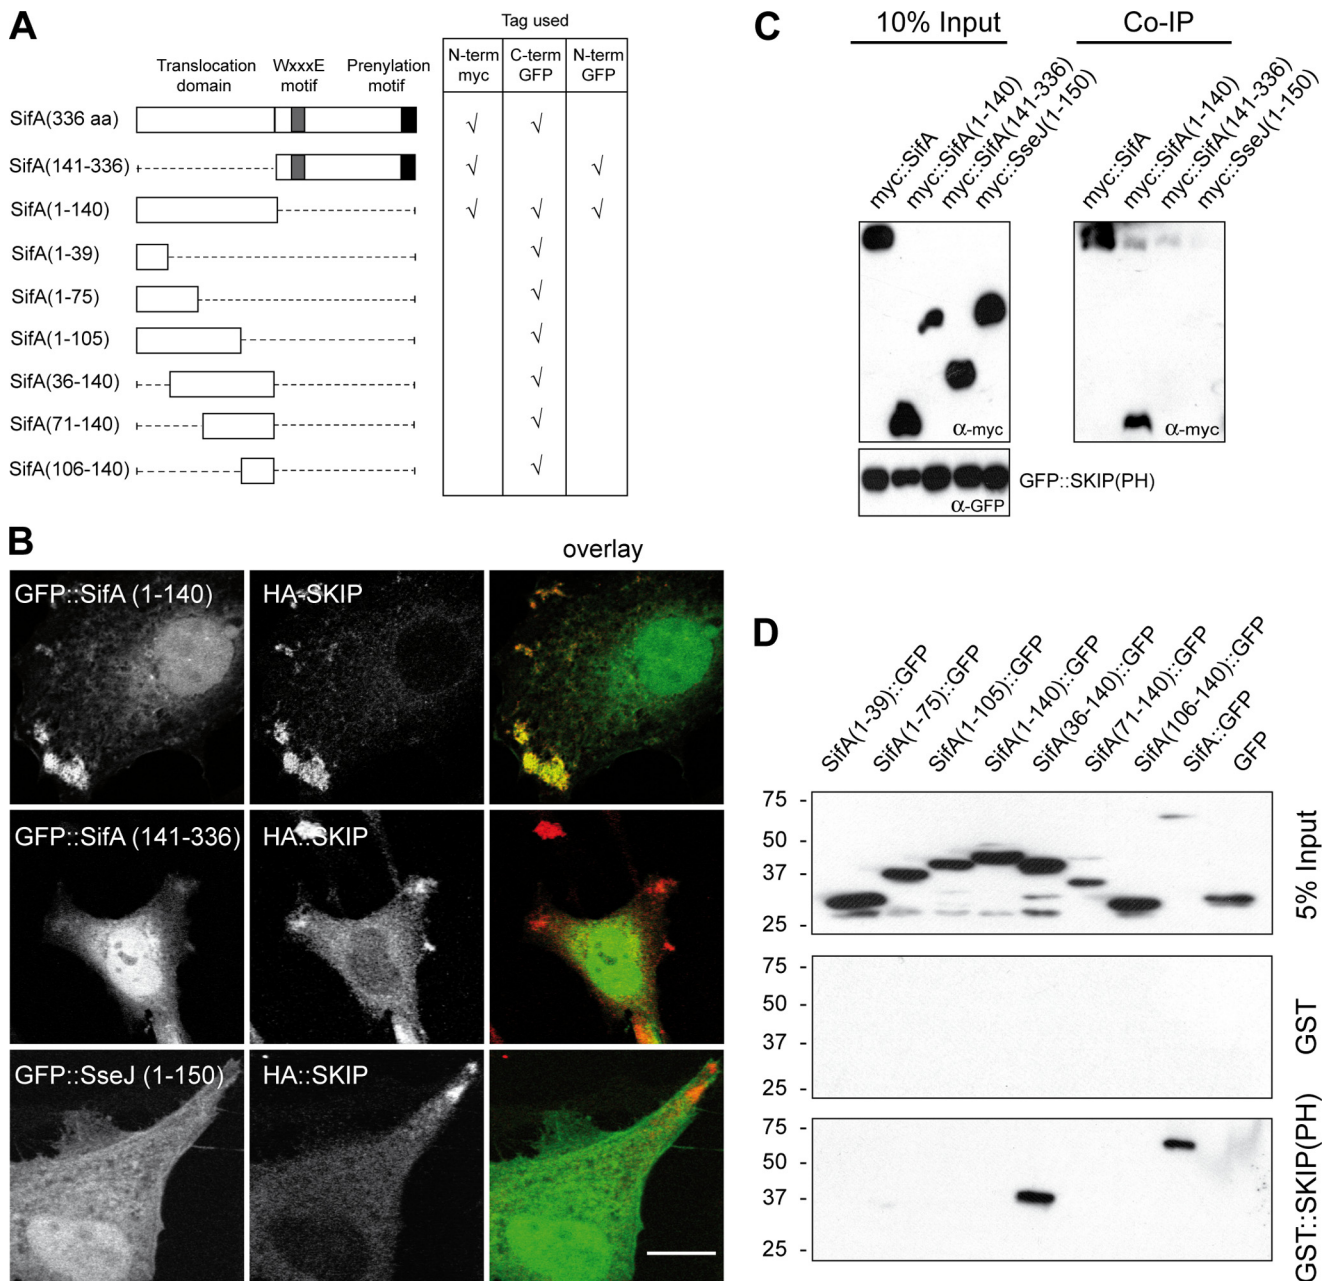 A
Tag used
Translocation domain
WxxxE motif
Prenylation motif
N-term myc
C-term GFP
N-term GFP
SifA(336 aa)
√ √
SifA(141-336)
√ √
SifA(1-140)
√ √ √
SifA(1-39)
√
SifA(1-75)
√
SifA(1-105)
√
SifA(36-140)
√
SifA(71-140)
√
SifA(106-140)
√
B
overlay
GFP::SifA (1-140)
HA-SKIP
GFP::SifA (141-336)
HA::SKIP
GFP::SseJ (1-150)
HA::SKIP
C
10% Input
Co-IP
myc::SifA
myc::SifA(1-140)
myc::SifA(141-336)
myc::SseJ(1-150)
myc::SifA
myc::SifA(1-140)
myc::SifA(141-336)
myc::SseJ(1-150)
α-myc
α-myc
GFP::SKIP(PH)
α-GFP
D
SifA(1-39)::GFP
SifA(1-75)::GFP
SifA(1-105)::GFP
SifA(1-140)::GFP
SifA(36-140)::GFP
SifA(71-140)::GFP
SifA(106-140)::GFP
SifA::GFP
GFP
75 -
50 -
37 -
25 -
5% Input
75 -
50 -
37 -
25 -
GST
75 -
50 -
37 -
25 -
GST::SKIP(PH)